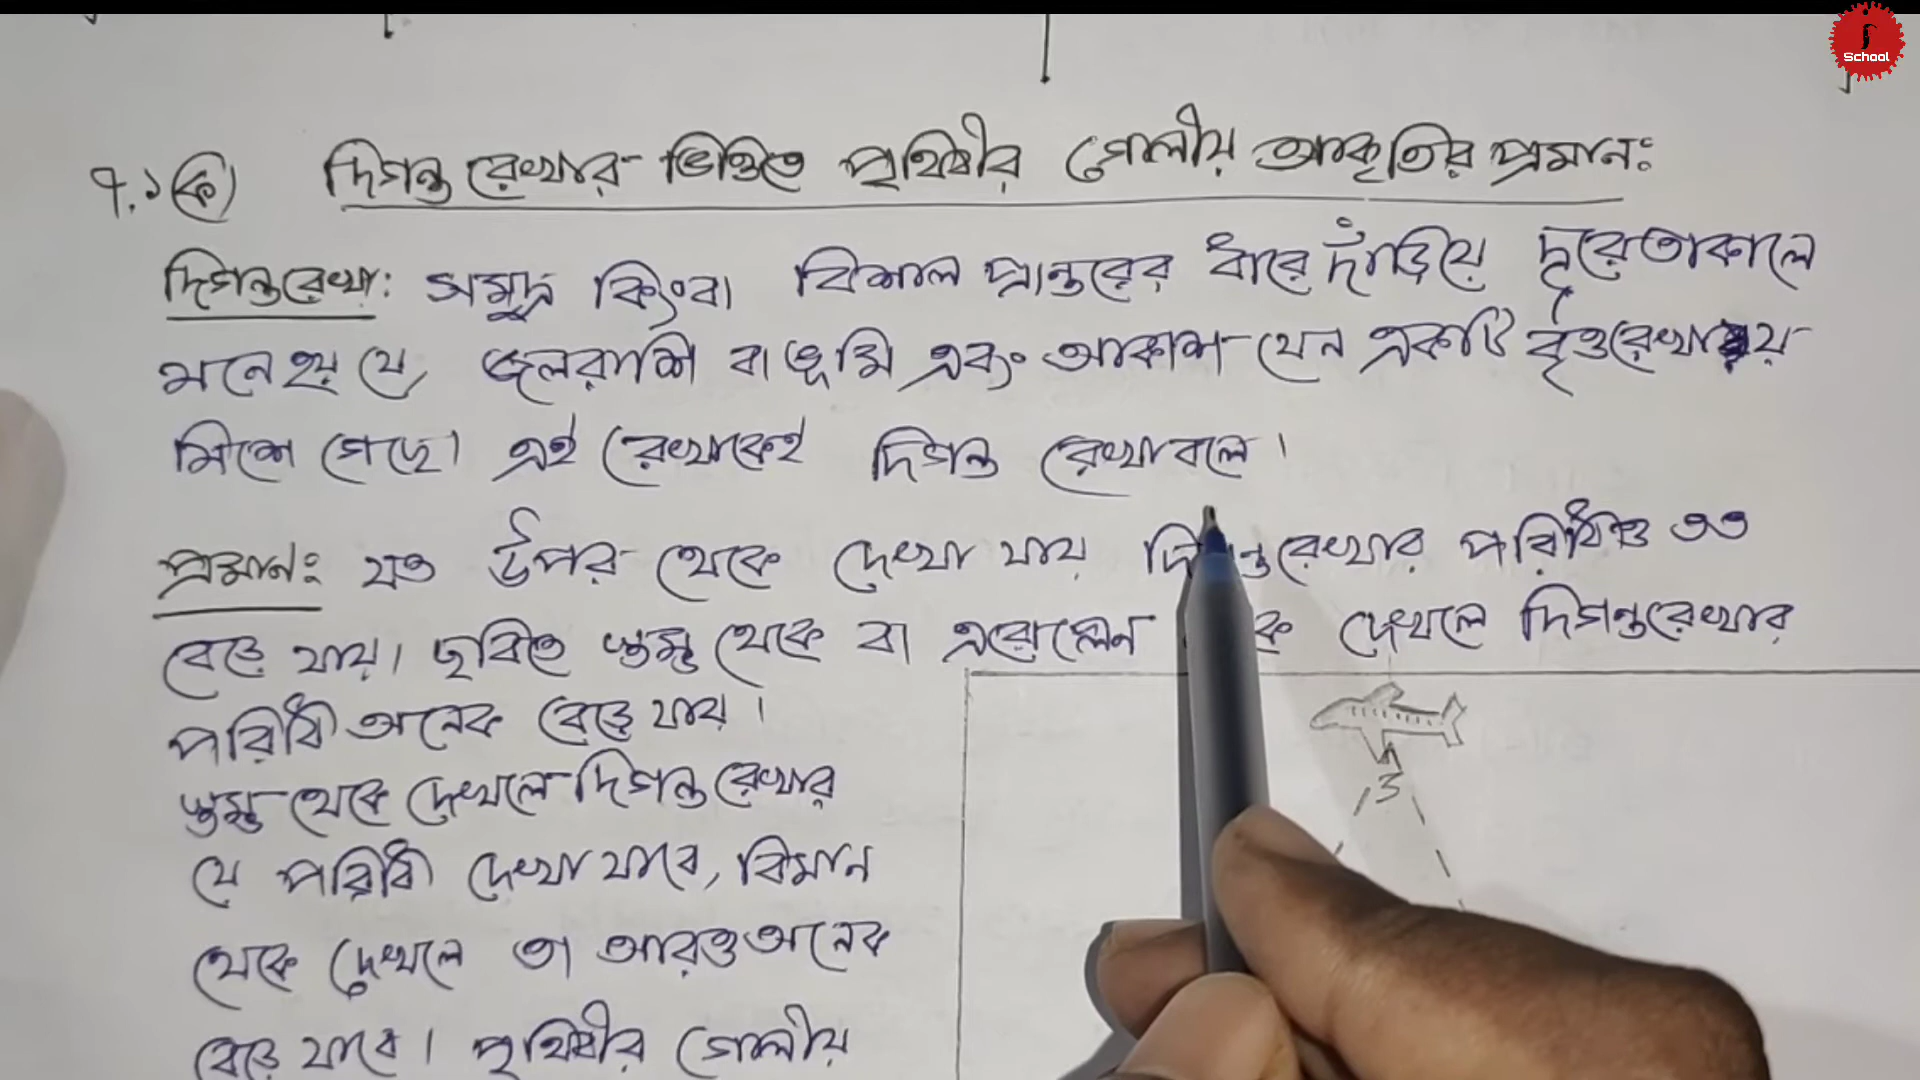 School
৭.১(ক) দিগন্ত রেখার ভিত্তিতে পৃথিবীর গোলীয় আকৃতির প্রমান:
দিগন্তরেখা: সমুদ্র কিংবা বিশাল প্রান্তরের ধারে দাঁড়িয়ে দূরে তাকালে
মনে হয় যে, জলরাশি বা ভূমি এবং আকাশ যেন একটি বৃত্তরেখায়
মিশে গেছে। এই রেখাকেই দিগন্ত রেখা বলে।
প্রমান: যত উপর থেকে দেখা যায় দিগন্তরেখার পরিধিও তত
বেড়ে যায়। ছবিতে স্তম্ভ থেকে বা এরোপ্লেন থেকে দেখলে দিগন্তরেখার
পরিধি অনেক বেড়ে যায়।
স্তম্ভ থেকে দেখলে দিগন্ত রেখার
যে পরিধি দেখা যাবে, বিমান
থেকে দেখলে তা আরও অনেক
বেড়ে যাবে। পৃথিবীর গোলীয়
3